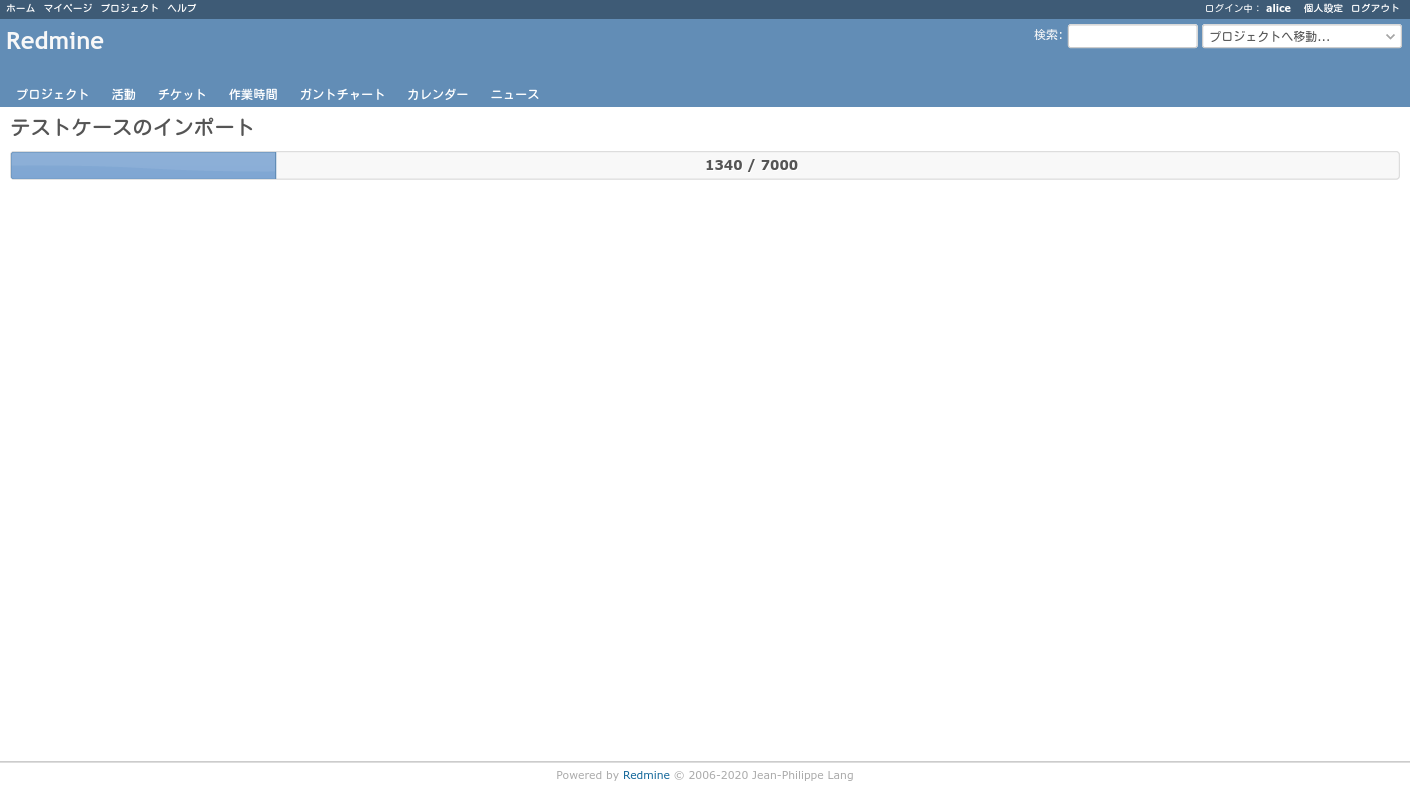 ホーム マイページ プロジェクト ヘルプ ログイン中： alice 個人設定 ログアウト
Redmine 検索: プロジェクトへ移動...
プロジェクト 活動 チケット 作業時間 ガントチャート カレンダー ニュース
テストケースのインポート
1340 / 7000
Powered by Redmine © 2006-2020 Jean-Philippe Lang